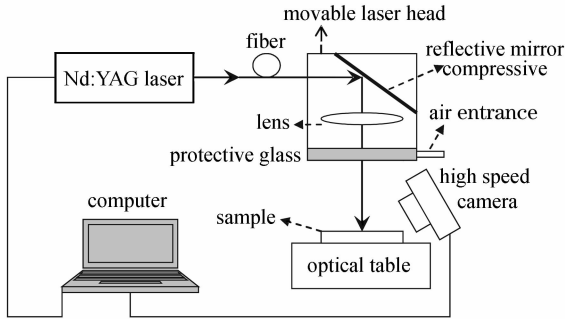 movable laser head
fiber
reflective mirror
compressive
Nd:YAG laser
air entrance
lens
protective glass
high speed
camera
computer
sample
optical table